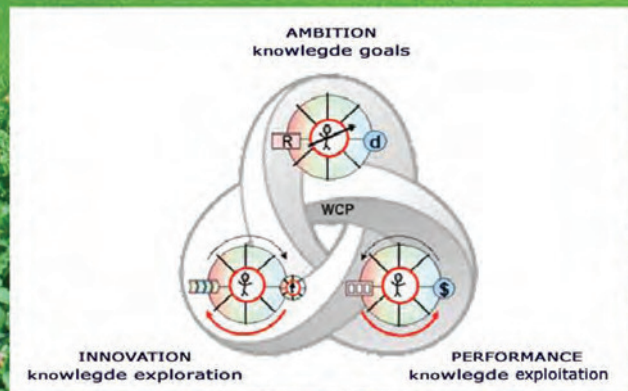 AMBITION
knowlegde goals
R
d
WCP
$
INNOVATION
knowlegde exploration
PERFORMANCE
knowlegde exploitation